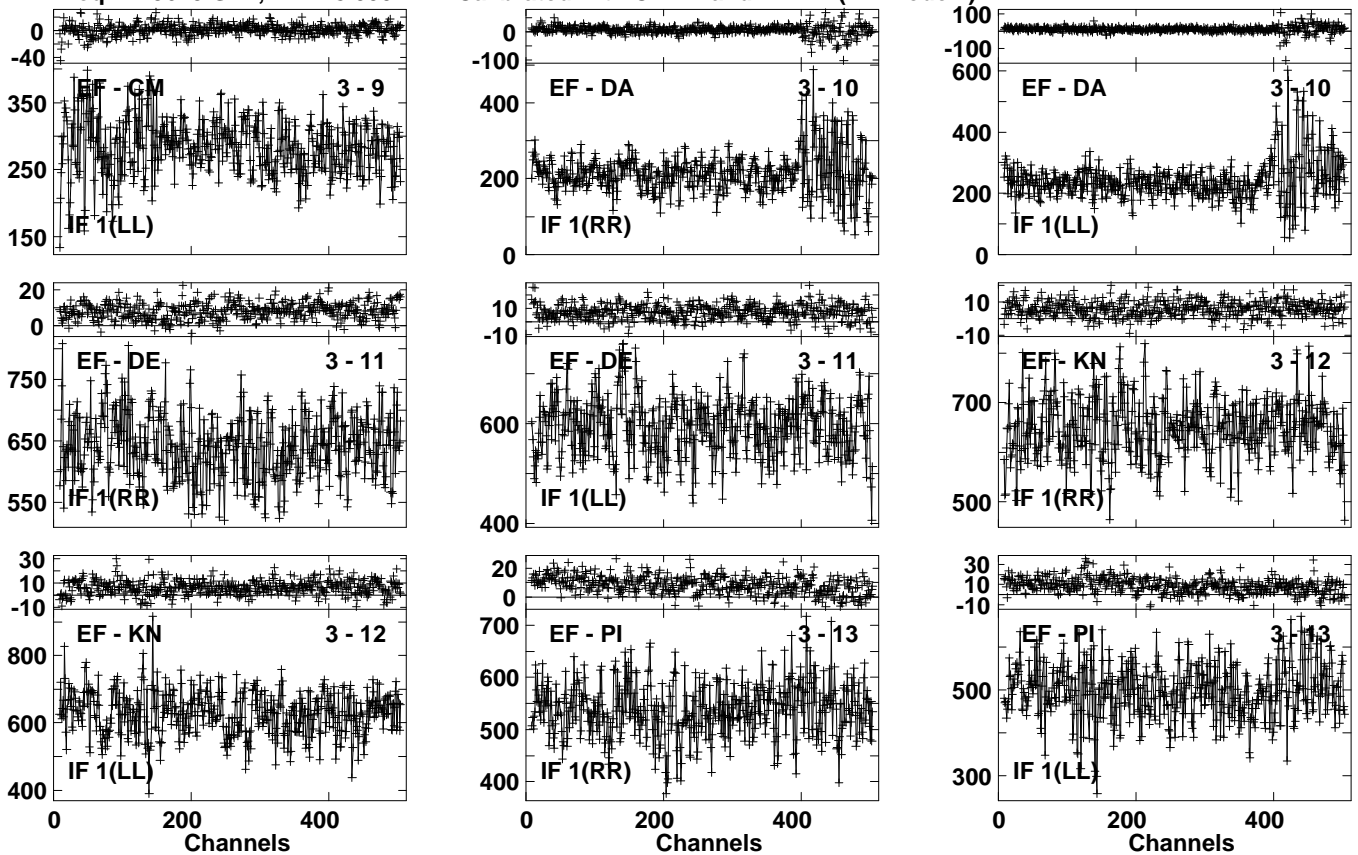 0
-40
EF - CM 3 - 9
350
250
150
IF 1(LL)
0
-100
EF - DA 3 - 10
400
200
0
IF 1(RR)
100
-100
EF - DA 3 - 10
600
400
200
0
IF 1(LL)
20
0
EF - DE 3 - 11
750
650
550
IF 1(RR)
10
-10
EF - DE 3 - 11
600
400
IF 1(LL)
10
-10
EF - KN 3 - 12
700
500
IF 1(RR)
30
10
-10
EF - KN 3 - 12
800
600
400
IF 1(LL)
0 200 400
Channels
20
0
EF - PI 3 - 13
700
600
500
400
IF 1(RR)
0 200 400
Channels
30
10
-10
EF - PI 3 - 13
500
300
IF 1(LL)
0 200 400
Channels